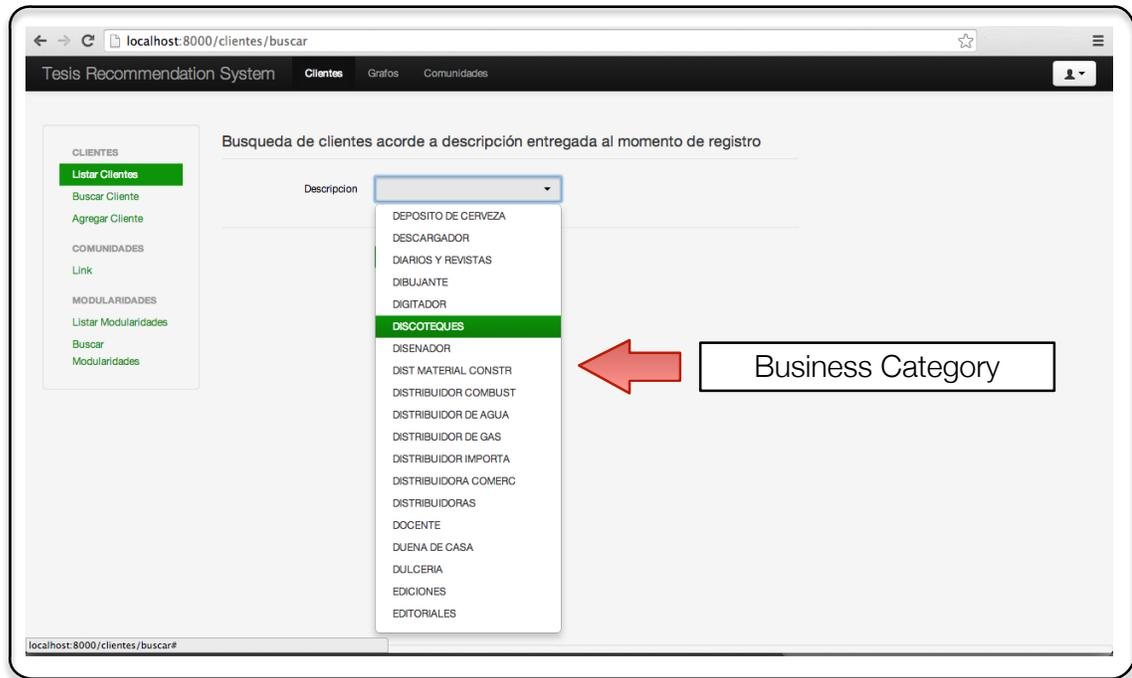 localhost:8000/clientes/buscar
Tesis Recommendation System Clientes Grafos Comunidades
Busqueda de clientes acorde a descripción entregada al momento de registro
CLIENTES
Listar Clientes
Buscar Cliente
Agregar Cliente
COMUNIDADES
Link
MODULARIDADES
Listar Modularidades
Buscar
Modularidades
Descripcion
DEPOSITO DE CERVEZA
DESCARGADOR
DIARIOS Y REVISTAS
DIBUJANTE
DIGITADOR
DISCOTEQUES
DISENADOR
DIST MATERIAL CONSTR
DISTRIBUIDOR COMBUST
DISTRIBUIDOR DE AGUA
DISTRIBUIDOR DE GAS
DISTRIBUIDOR IMPORTA
DISTRIBUIDORA COMERC
DISTRIBUIDORAS
DOCENTE
DUENA DE CASA
DULCERIA
EDICIONES
EDITORIALES
Business Category
localhost:8000/clientes/buscar#